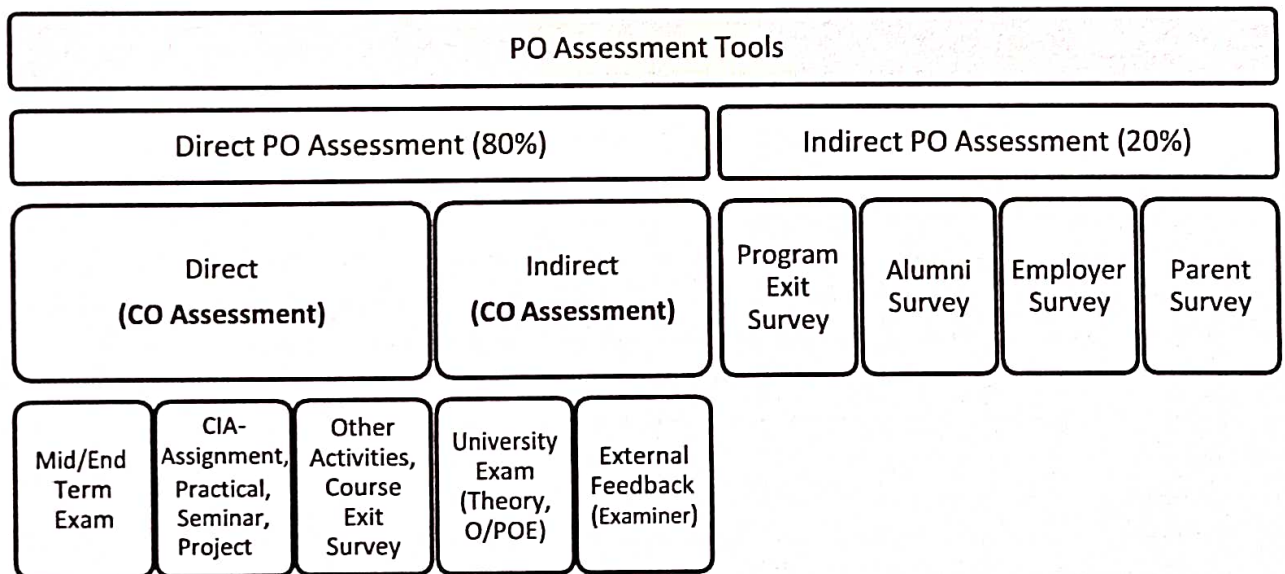 PO Assessment Tools
Direct PO Assessment (80%)
Indirect PO Assessment (20%)
Direct
(CO Assessment)
Indirect
(CO Assessment)
Program
Exit
Survey
Alumni
Survey
Employer
Survey
Parent
Survey
Mid/End
Term
Exam
CIA-
Assignment,
Practical,
Seminar,
Project
Other
Activities,
Course
Exit
Survey
University
Exam
(Theory,
O/POE)
External
Feedback
(Examiner)